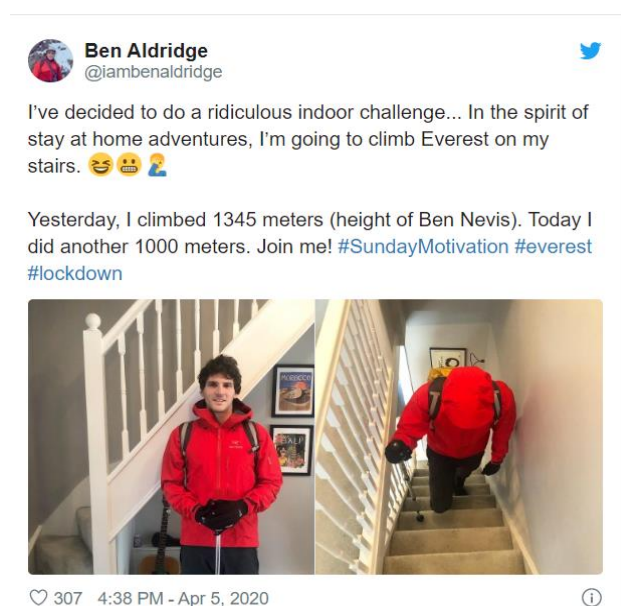 Ben Aldridge
@iambenaldridge
I've decided to do a ridiculous indoor challenge... In the spirit of
stay at home adventures, I'm going to climb Everest on my
stairs. 😆😬🤦‍♂️
Yesterday, I climbed 1345 meters (height of Ben Nevis). Today I
did another 1000 meters. Join me! #SundayMotivation #everest
#lockdown
MOROCCO
307 4:38 PM - Apr 5, 2020